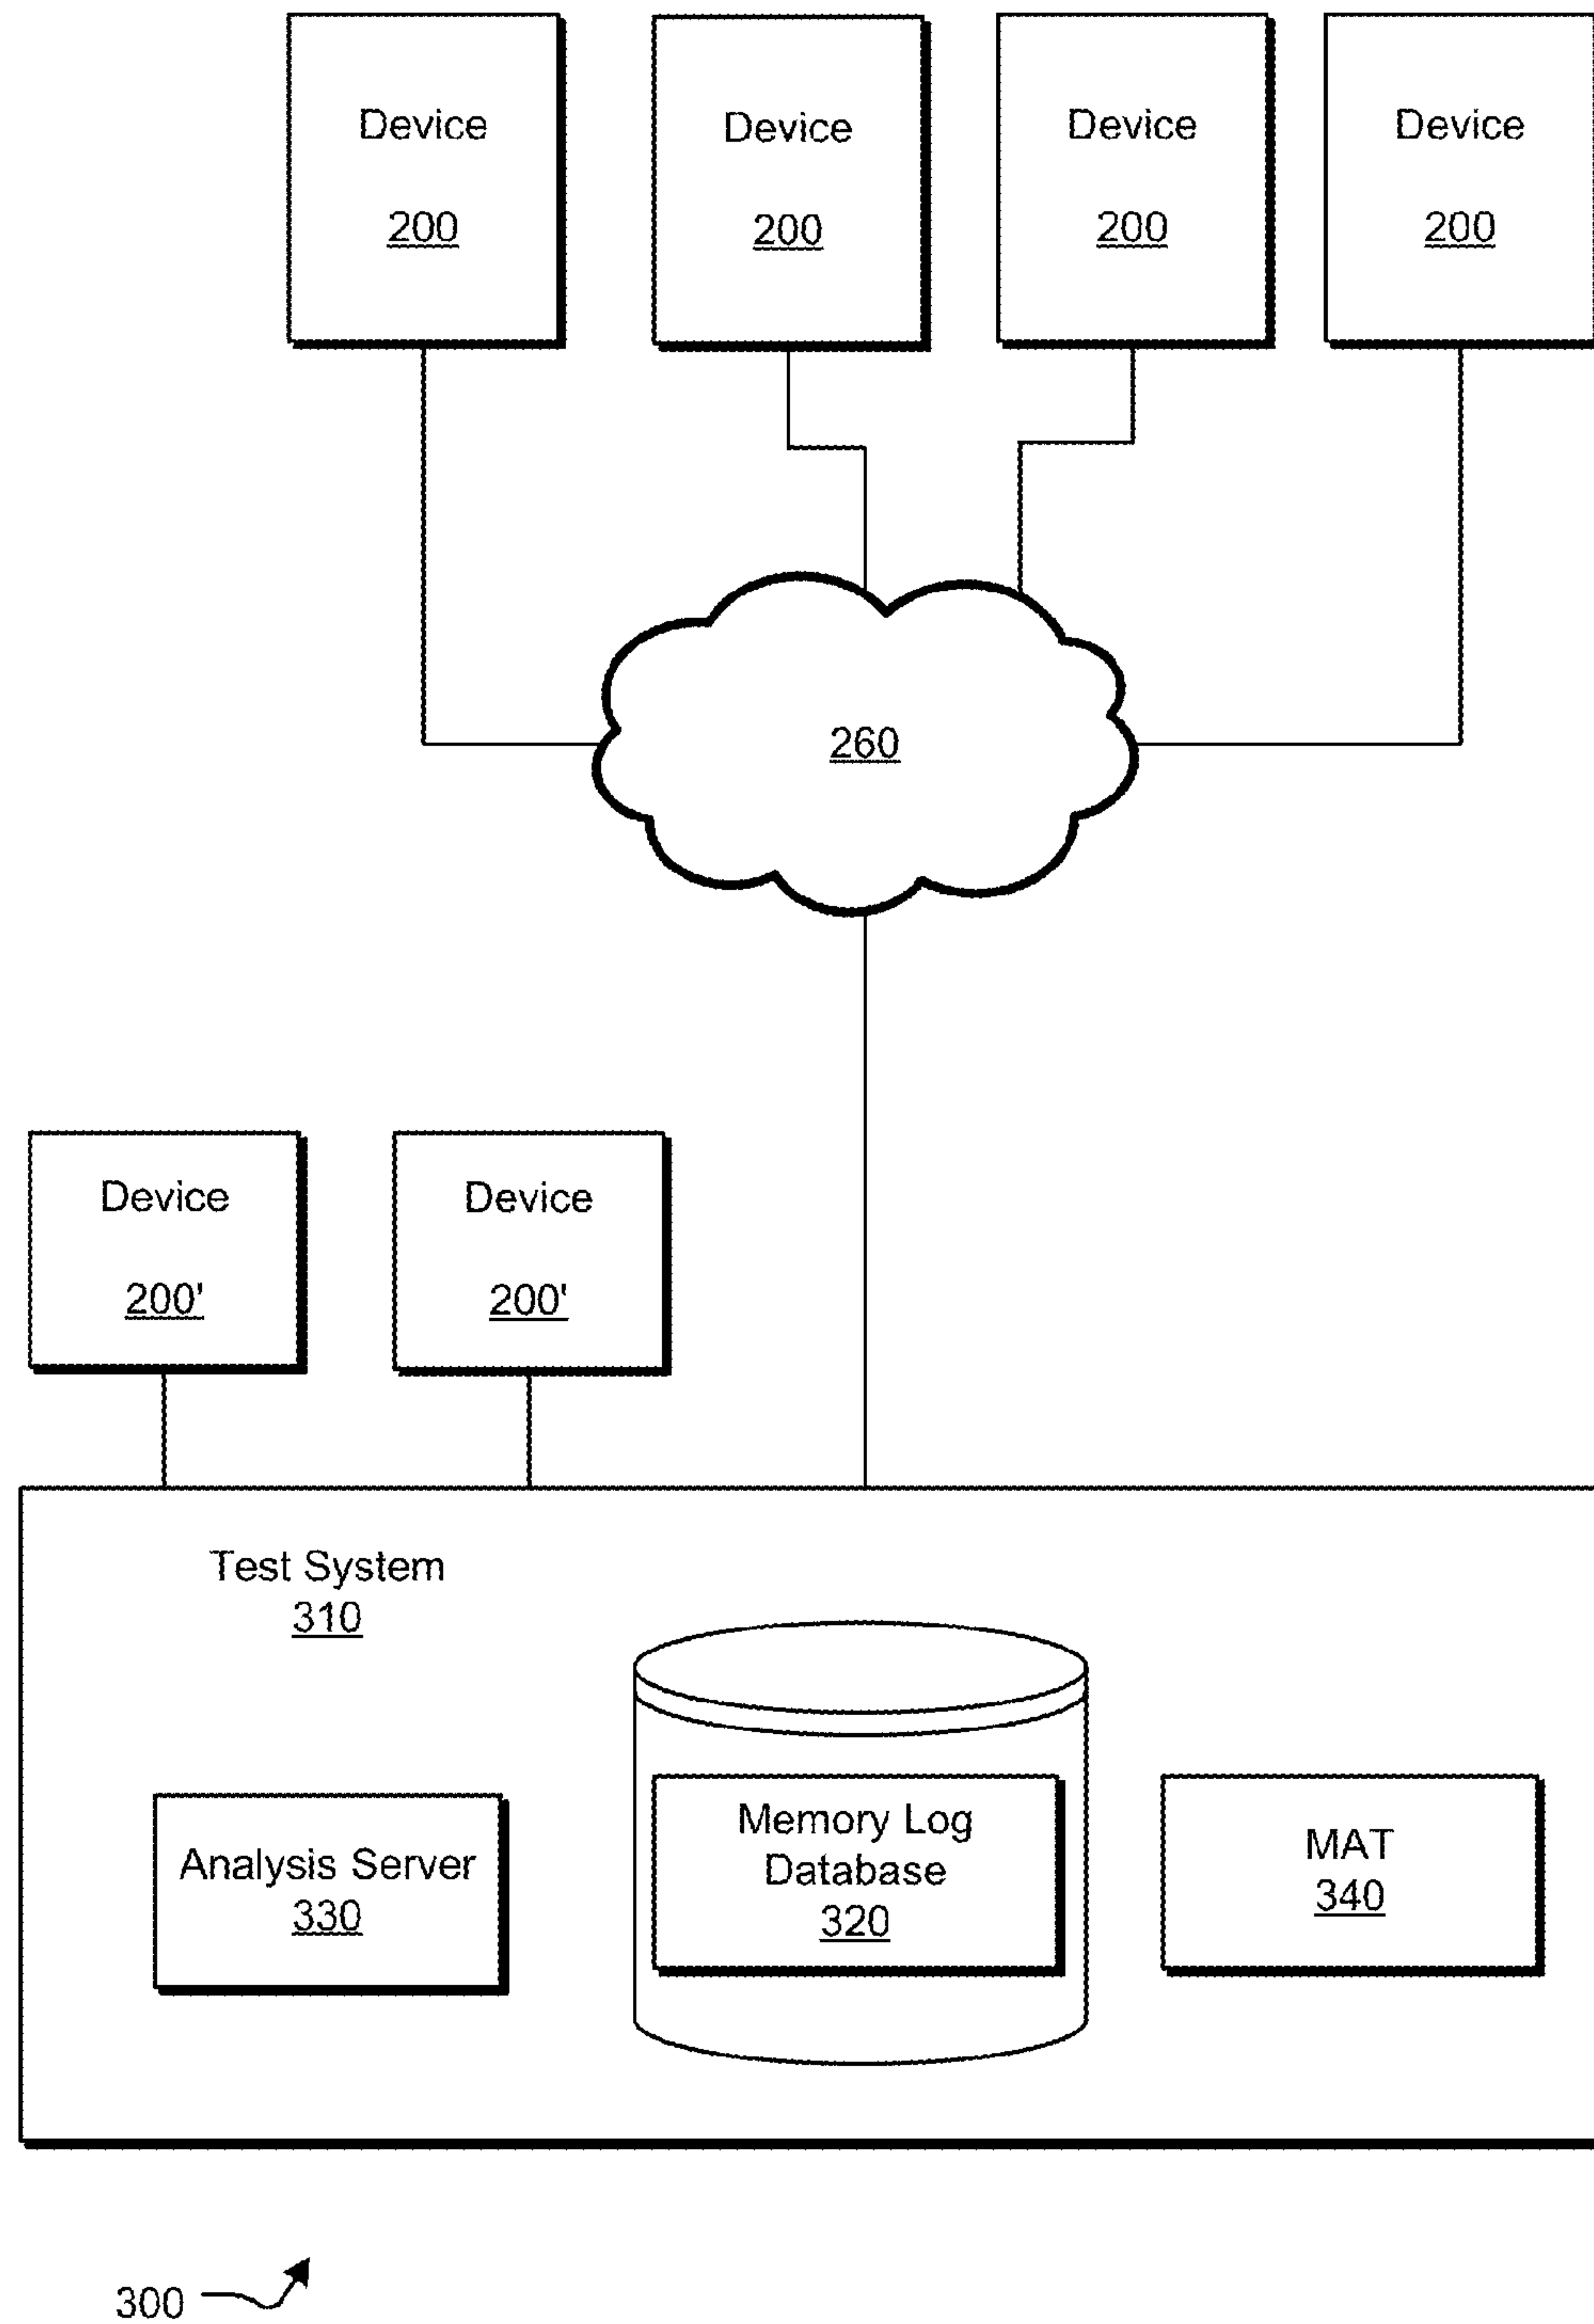 Device
200
Device
200
Device
200
Device
200
260
Device
200'
Device
200'
Test System
310
Analysis Server
330
Memory Log
Database
320
MAT
340
300